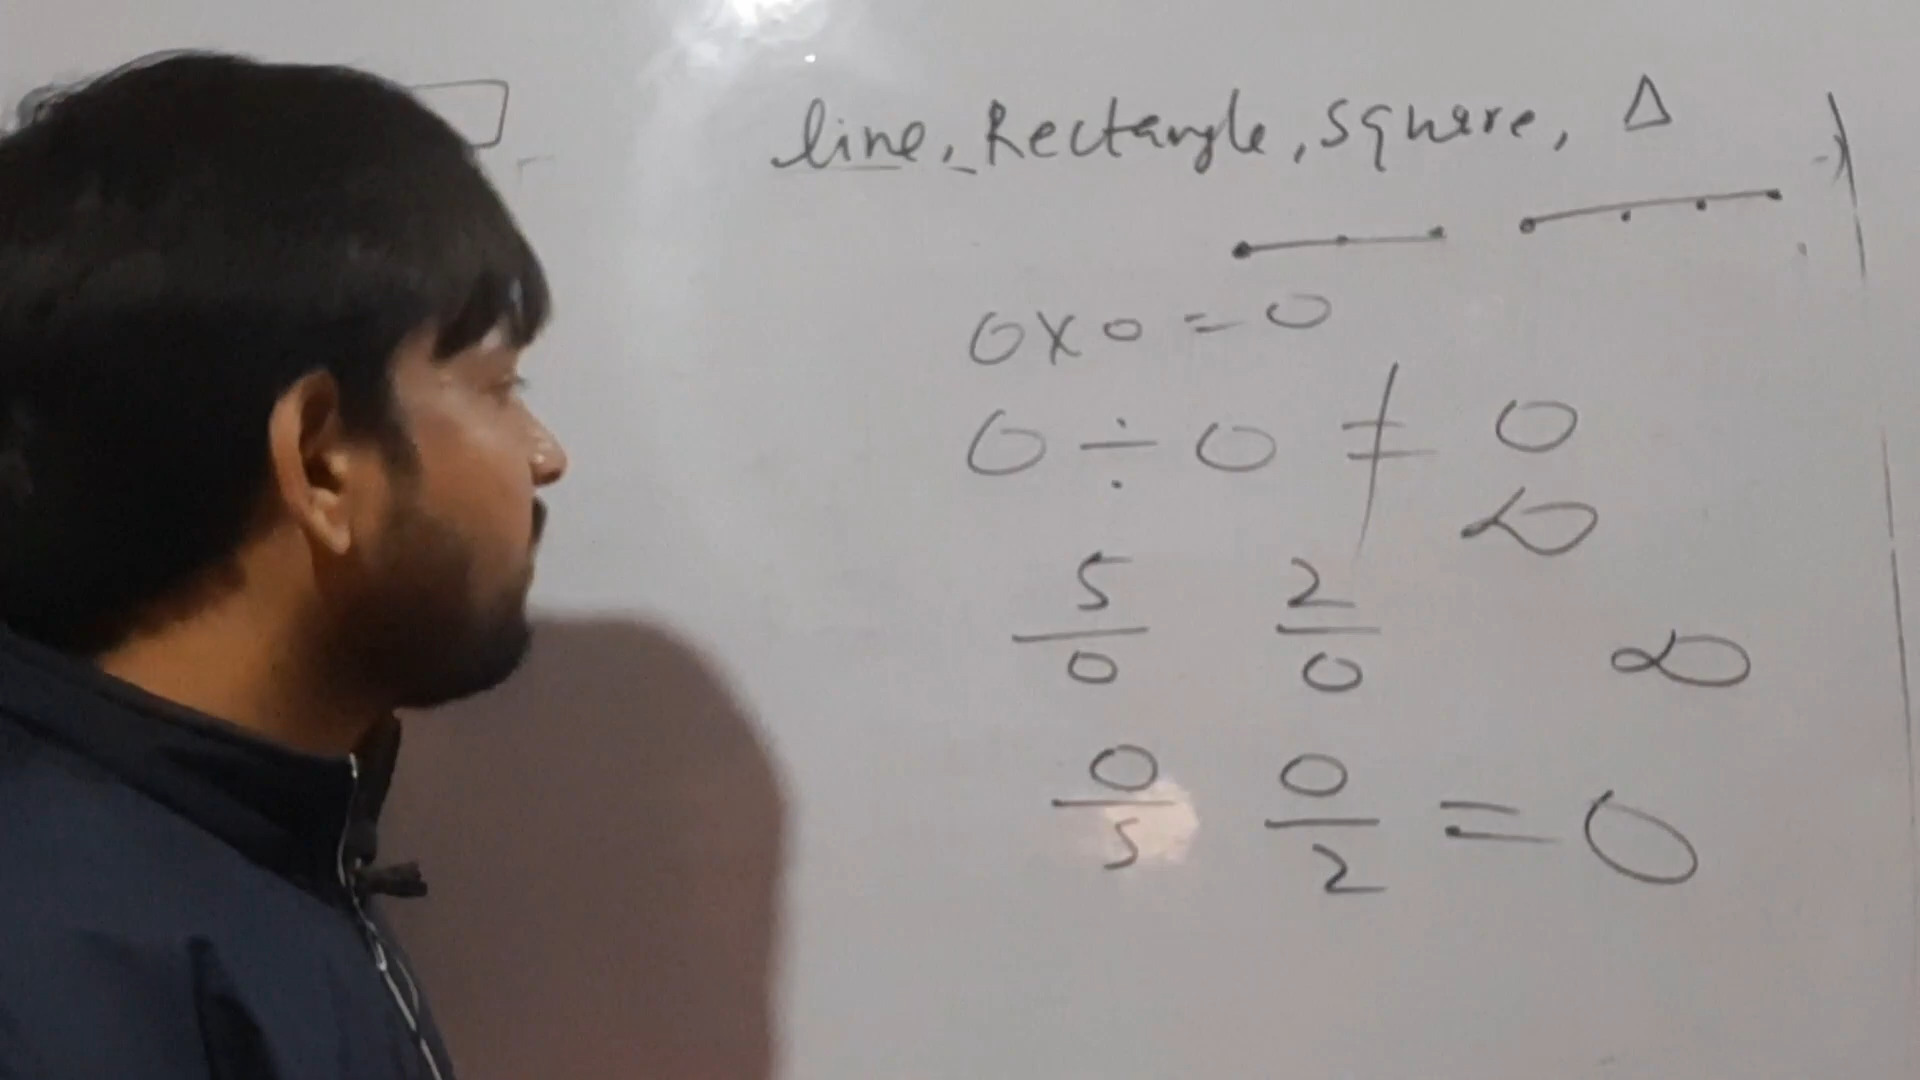 line, Rectangle, square, Δ
0 x 0 = 0
0 ÷ 0 ≠ 0
∞
5/0 2/0 ∞
0/5 0/2 = 0